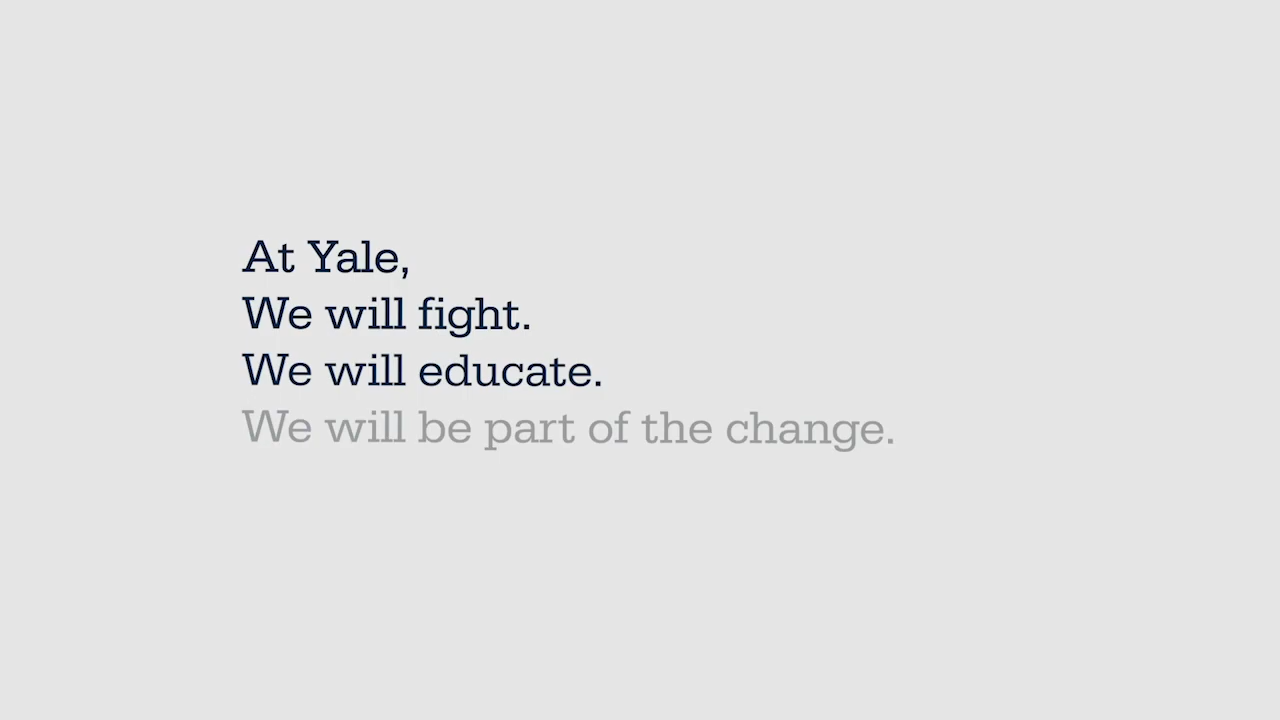 At Yale,
We will fight.
We will educate.
We will be part of the change.